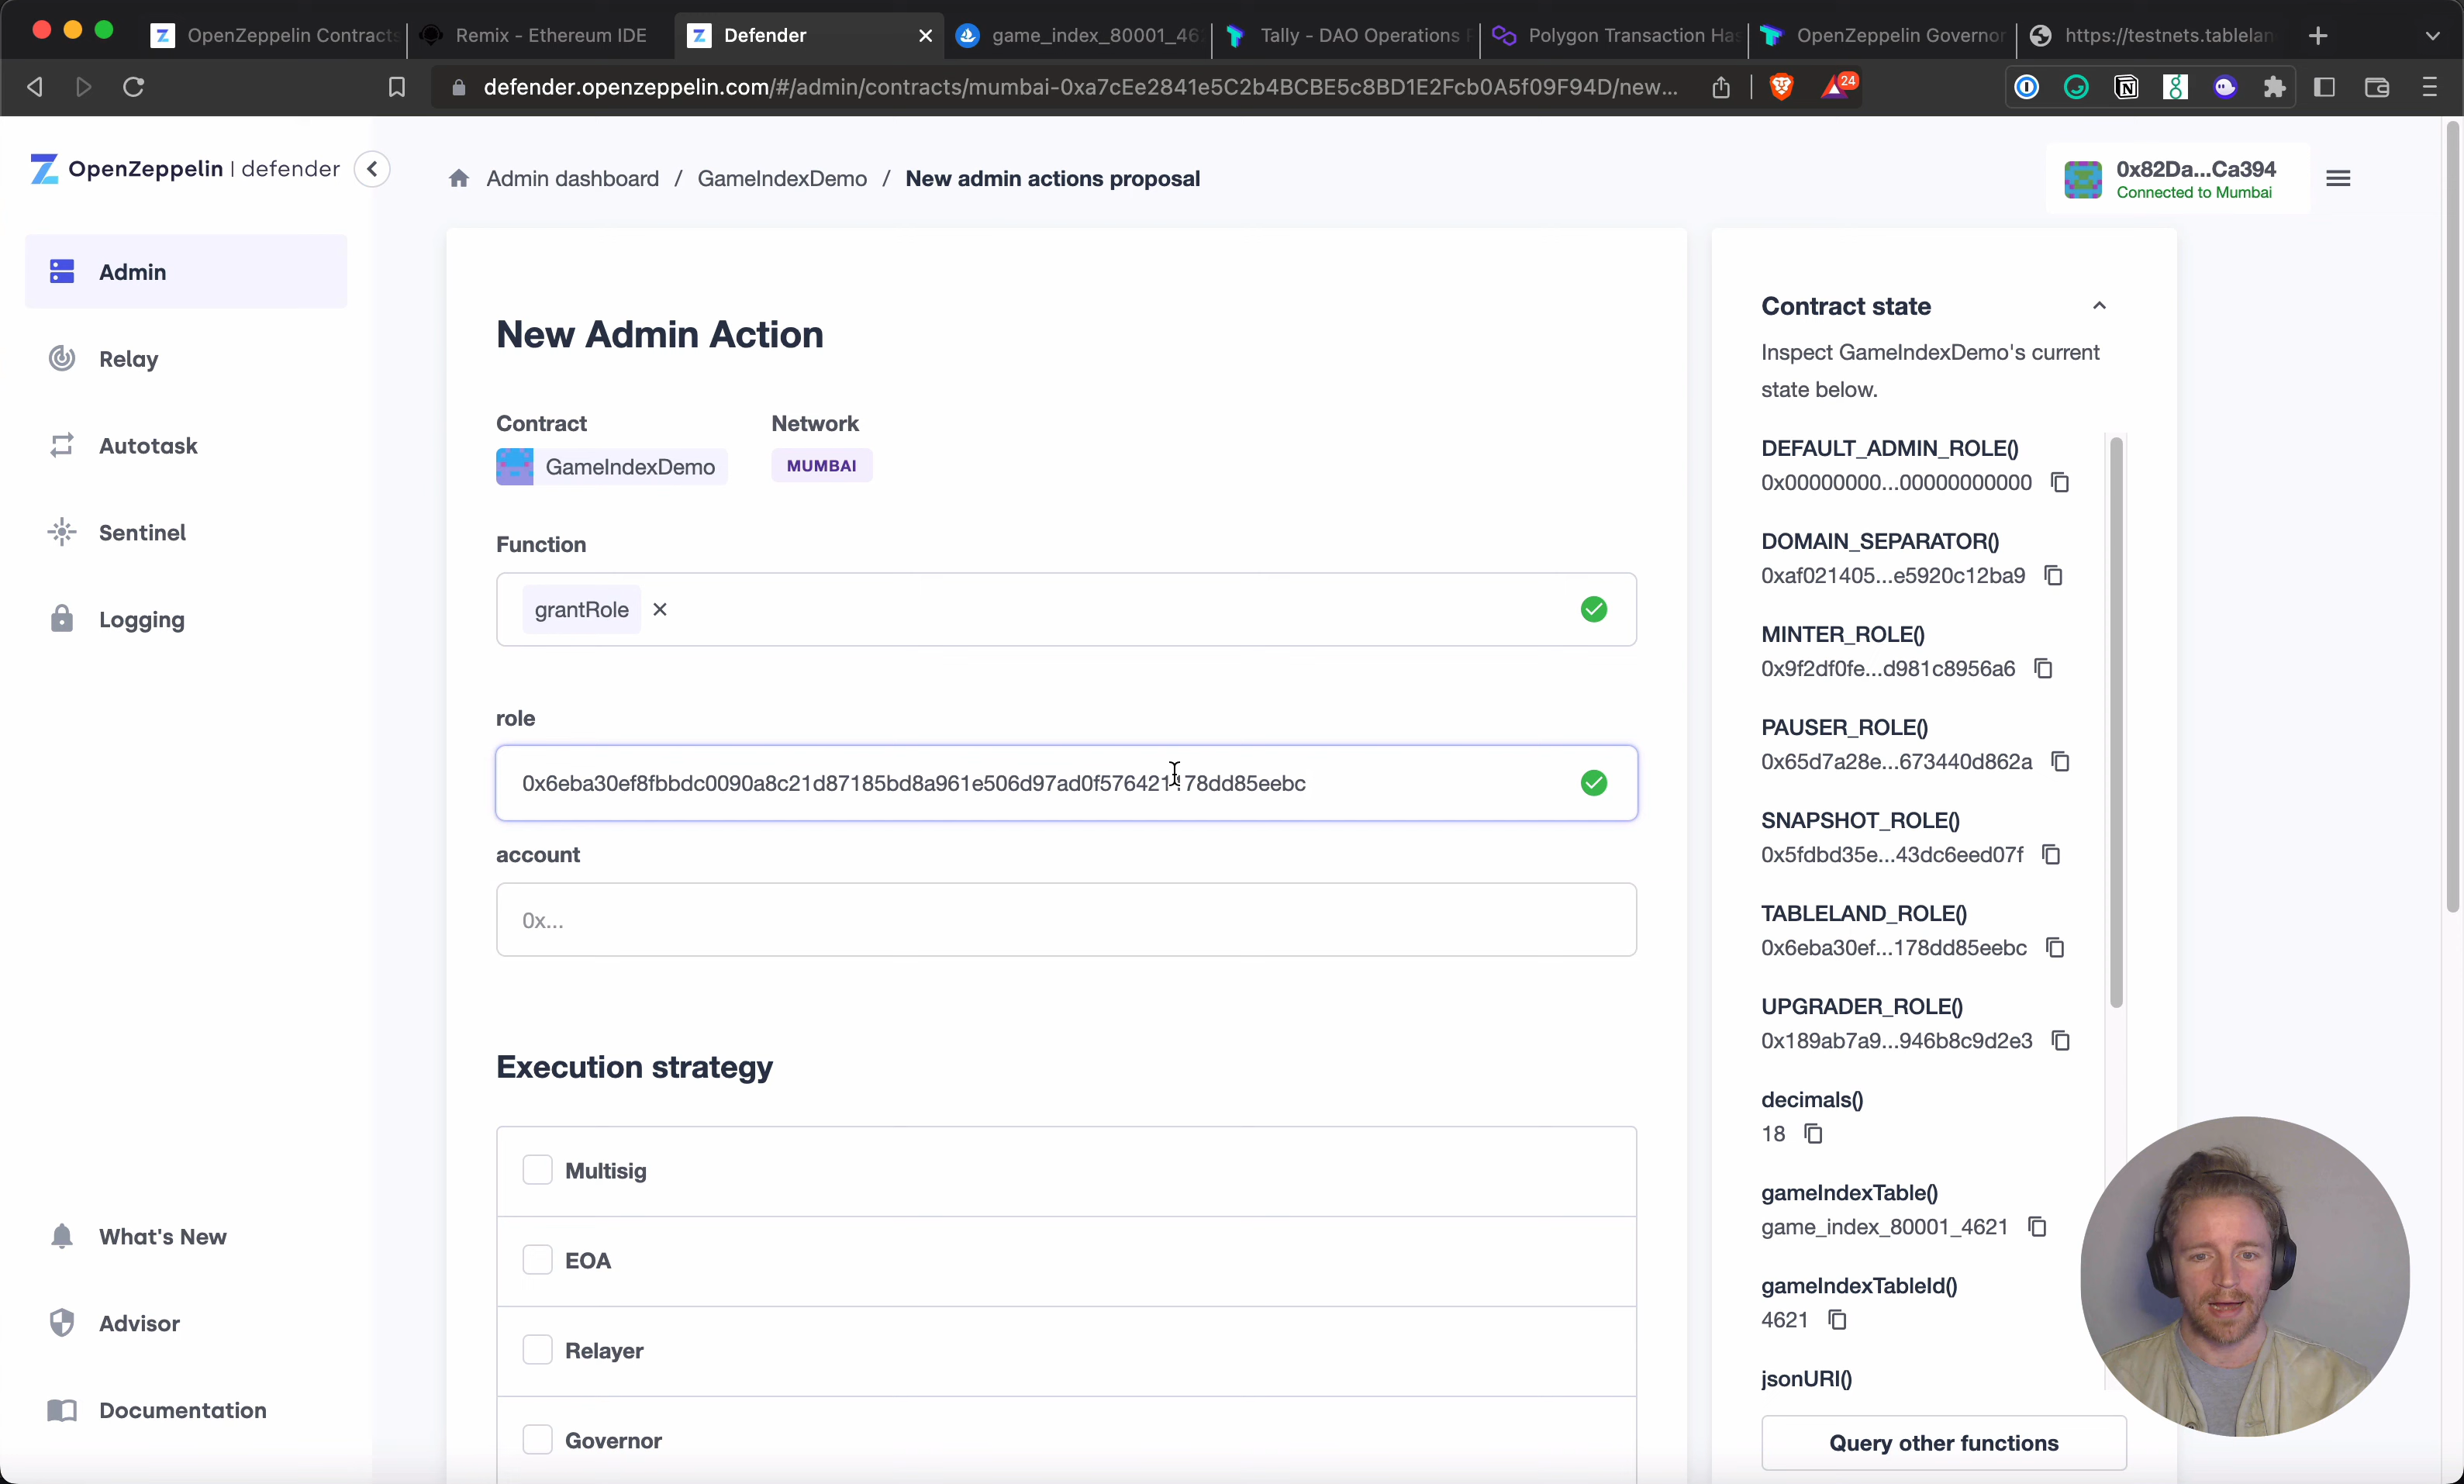 OpenZeppelin Contracts
Remix - Ethereum IDE
Defender
game_index_80001_46
Tally - DAO Operations
Polygon Transaction Has
OpenZeppelin Governor
https://testnets.tablelan
defender.openzeppelin.com/#/admin/contracts/mumbai-0xa7cEe2841e5C2b4BCBE5c8BD1E2Fcb0A5f09F94D/new...
24
OpenZeppelin | defender
Admin dashboard / GameIndexDemo / New admin actions proposal
0x82Da...Ca394
Connected to Mumbai
Admin
Relay
Autotask
Sentinel
Logging
What's New
Advisor
Documentation
New Admin Action
Contract
Network
GameIndexDemo
MUMBAI
Function
grantRole
role
0x6eba30ef8fbbdc0090a8c21d87185bd8a961e506d97ad0f576421178dd85eebc
account
0x...
Execution strategy
Multisig
EOA
Relayer
Governor
Contract state
Inspect GameIndexDemo's current
state below.
DEFAULT_ADMIN_ROLE()
0x00000000...00000000000
DOMAIN_SEPARATOR()
0xaf021405...e5920c12ba9
MINTER_ROLE()
0x9f2df0fe...d981c8956a6
PAUSER_ROLE()
0x65d7a28e...673440d862a
SNAPSHOT_ROLE()
0x5fdbd35e...43dc6eed07f
TABLELAND_ROLE()
0x6eba30ef...178dd85eebc
UPGRADER_ROLE()
0x189ab7a9...946b8c9d2e3
decimals()
18
gameIndexTable()
game_index_80001_4621
gameIndexTableId()
4621
jsonURI()
Query other functions